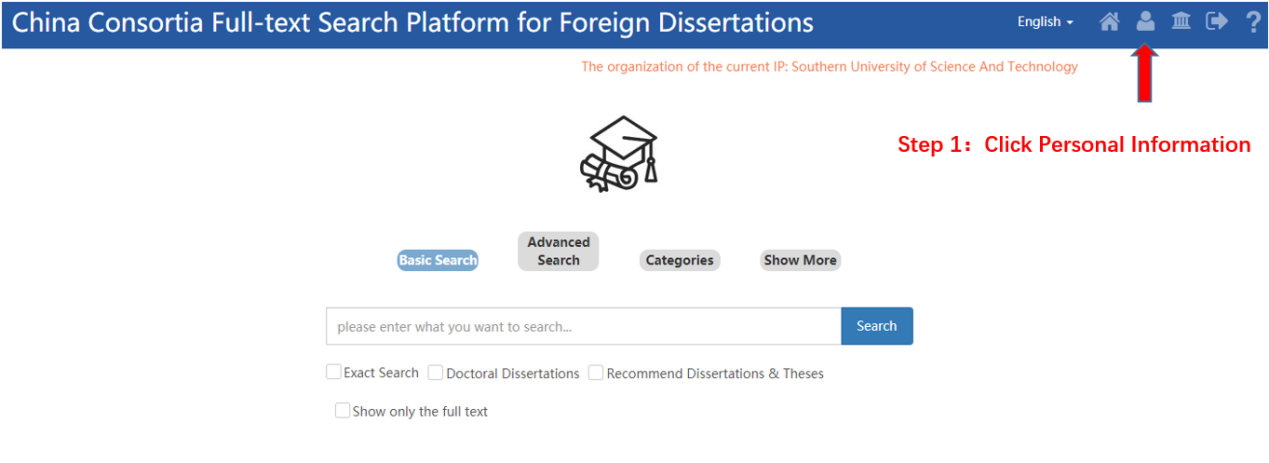 China Consortia Full-text Search Platform for Foreign Dissertations
English
?
The organization of the current IP: Southern University of Science And Technology
Step 1：Click Personal Information
Basic Search
Advanced
Search
Categories
Show More
please enter what you want to search...
Search
Exact Search
Doctoral Dissertations
Recommend Dissertations & Theses
Show only the full text